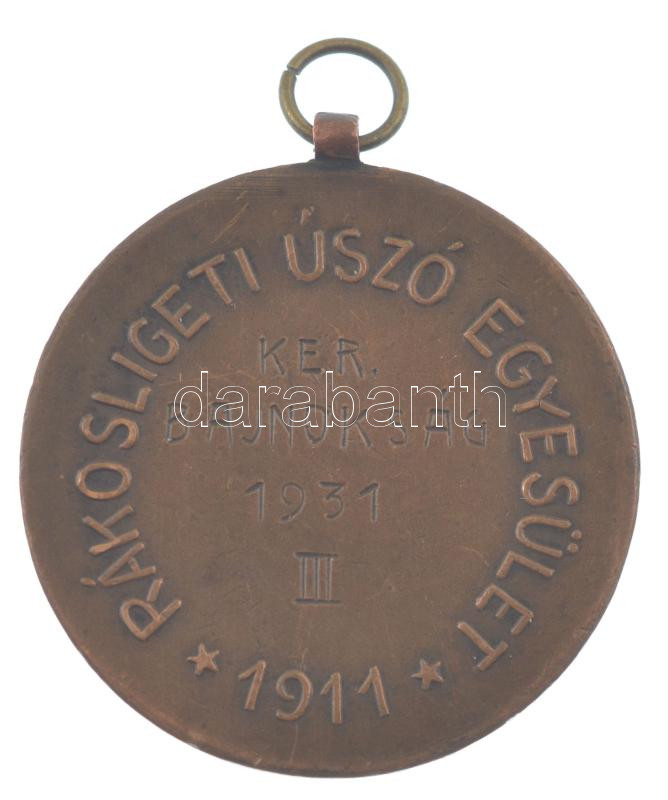 RÁKOSLIGETI ÚSZÓ EGYESÜLET
KER.
BAJNOKSÁG
1931
III
★ 1911 ★
darabanth